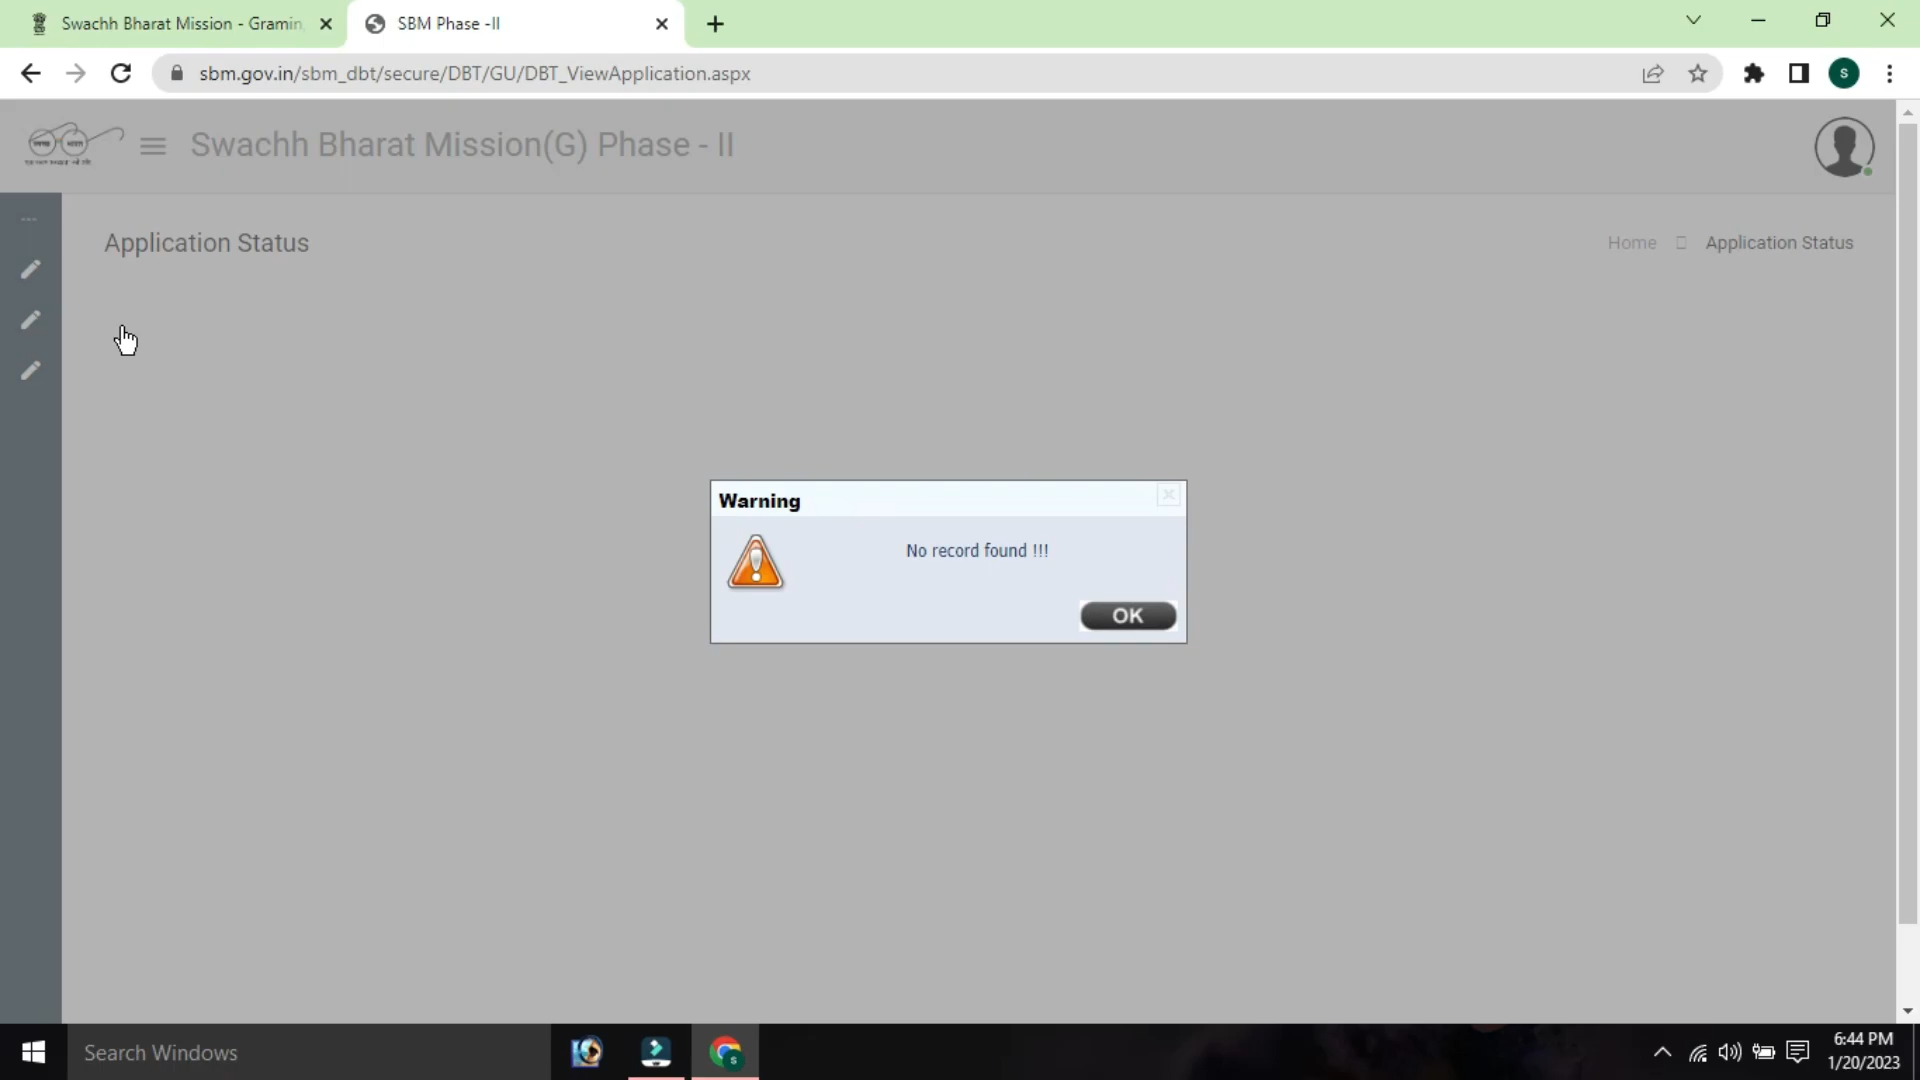 Swachh Bharat Mission - Gramin
SBM Phase -II
sbm.gov.in/sbm_dbt/secure/DBT/GU/DBT_ViewApplication.aspx
S
Swachh Bharat Mission(G) Phase - II
Application Status
Home Application Status
Warning
No record found !!!
OK
Search Windows
S
6:44 PM
1/20/2023